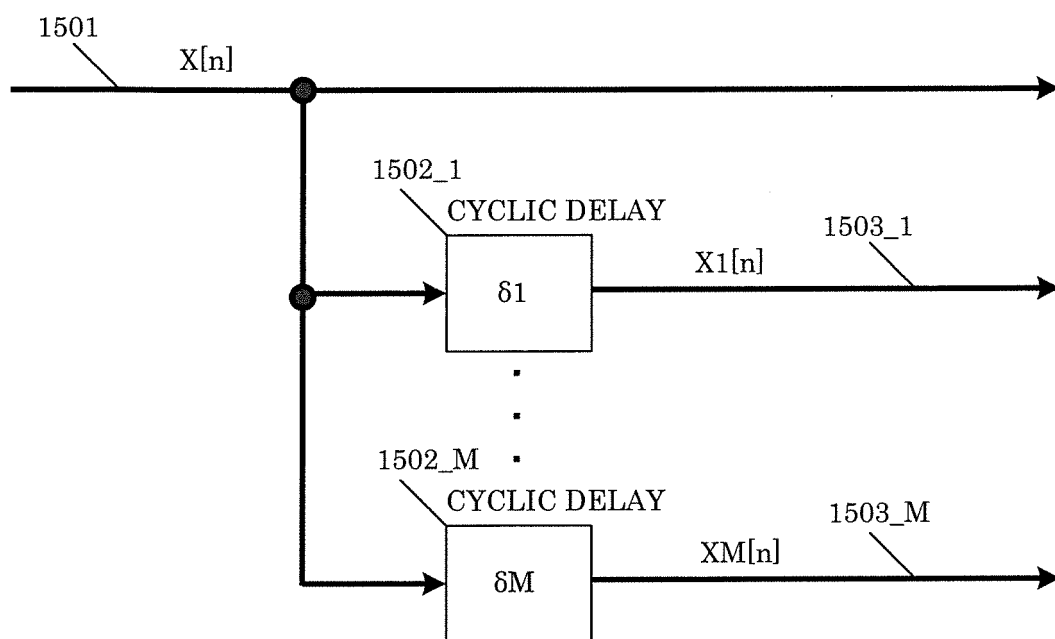 1501
X[n]
1502_1
CYCLIC DELAY
δ1
X1[n]
1503_1
1502_M
CYCLIC DELAY
δM
XM[n]
1503_M